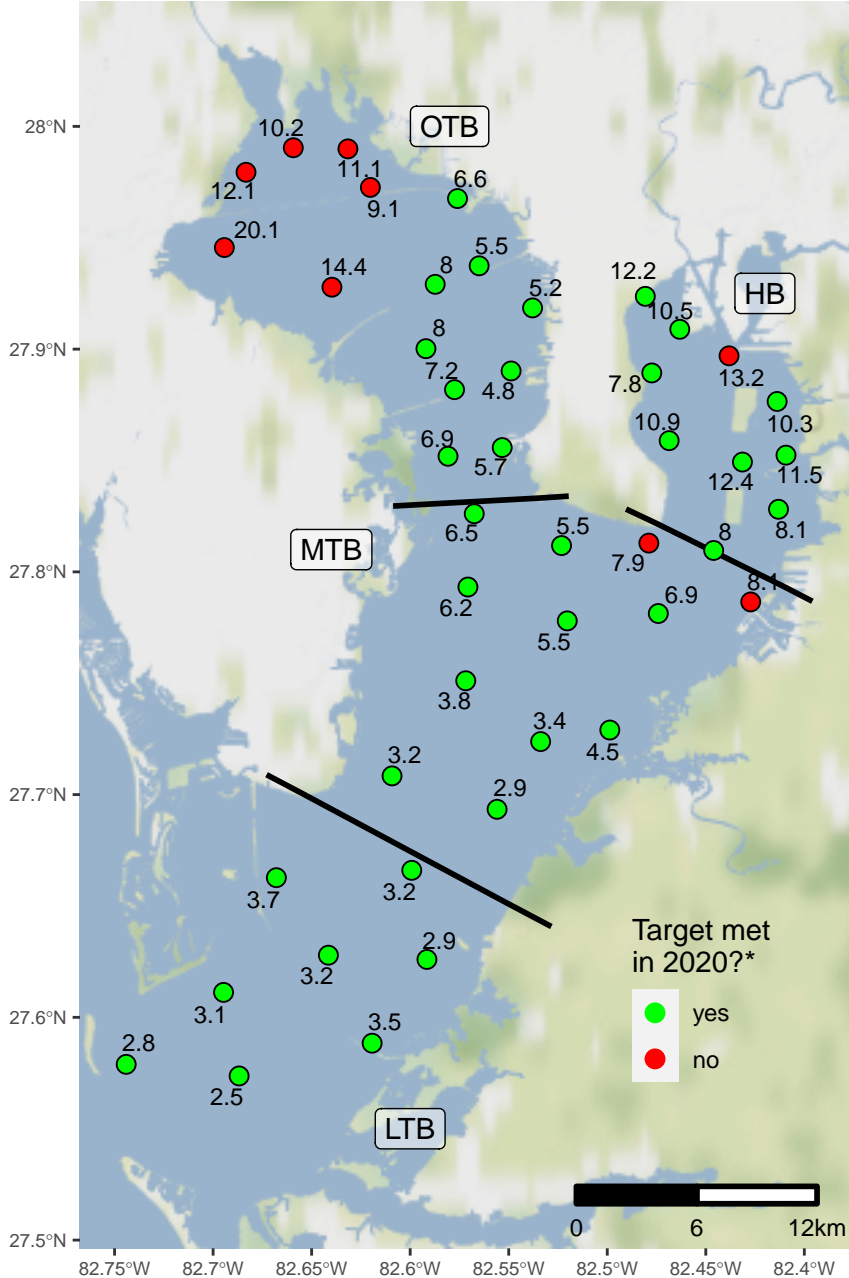 28°N
10.2
OTB
12.1
11.1
9.1
6.6
20.1
14.4
8
5.5
5.2
12.2
HB
10.5
27.9°N
8
7.2
4.8
7.8
13.2
10.3
6.9
5.7
10.9
12.4
11.5
6.5
5.5
8.1
MTB
7.9
8
27.8°N
6.2
5.5
6.9
8.1
3.8
3.4
4.5
3.2
2.9
27.7°N
3.7
3.2
3.2
2.9
Target met
in 2020?*
yes
no
3.1
27.6°N
3.5
2.8
2.5
LTB
0 6 12km
27.5°N
82.75°W 82.7°W 82.65°W 82.6°W 82.55°W 82.5°W 82.45°W 82.4°W